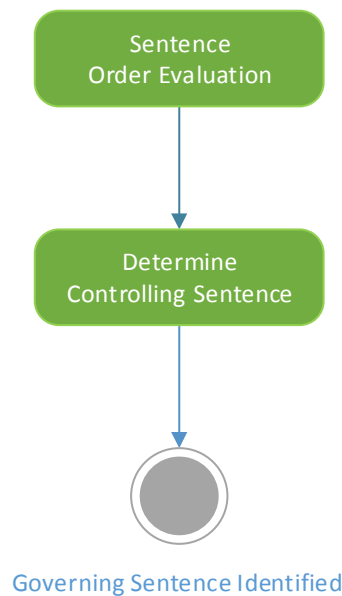 Sentence
Order Evaluation
Determine
Controlling Sentence
Governing Sentence Identified